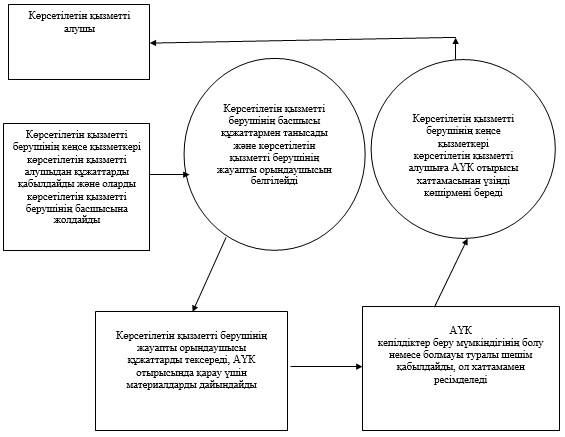 Көрсетілетін қызметті
алушы
Көрсетілетін қызметті
берушінің кеңсе қызметкері
көрсетілетін қызметті
алушыдан құжаттарды
қабылдайды және оларды
көрсетілетін қызметті
берушінің басшысына
жолдайды
Көрсетілетін қызметті
берушінің басшысы
құжаттармен танысады
және көрсетілетін
қызметті берушінің
жауапты орындаушысын
белгілейді
Көрсетілетін қызметті
берушінің кеңсе
қызметкері
көрсетілетін қызметті
алушыға АҮК отырысы
хаттамасынан үзінді
көшірмені береді
Көрсетілетін қызметті берушінің
жауапты орындаушысы
құжаттарды тексереді, АҮК
отырысында қарау үшін
материалдарды дайындайды
АҮК
кепілдіктер беру мүмкіндігінің болу
немесе болмауы туралы шешім
қабылдайды, ол хаттамамен
ресімделеді